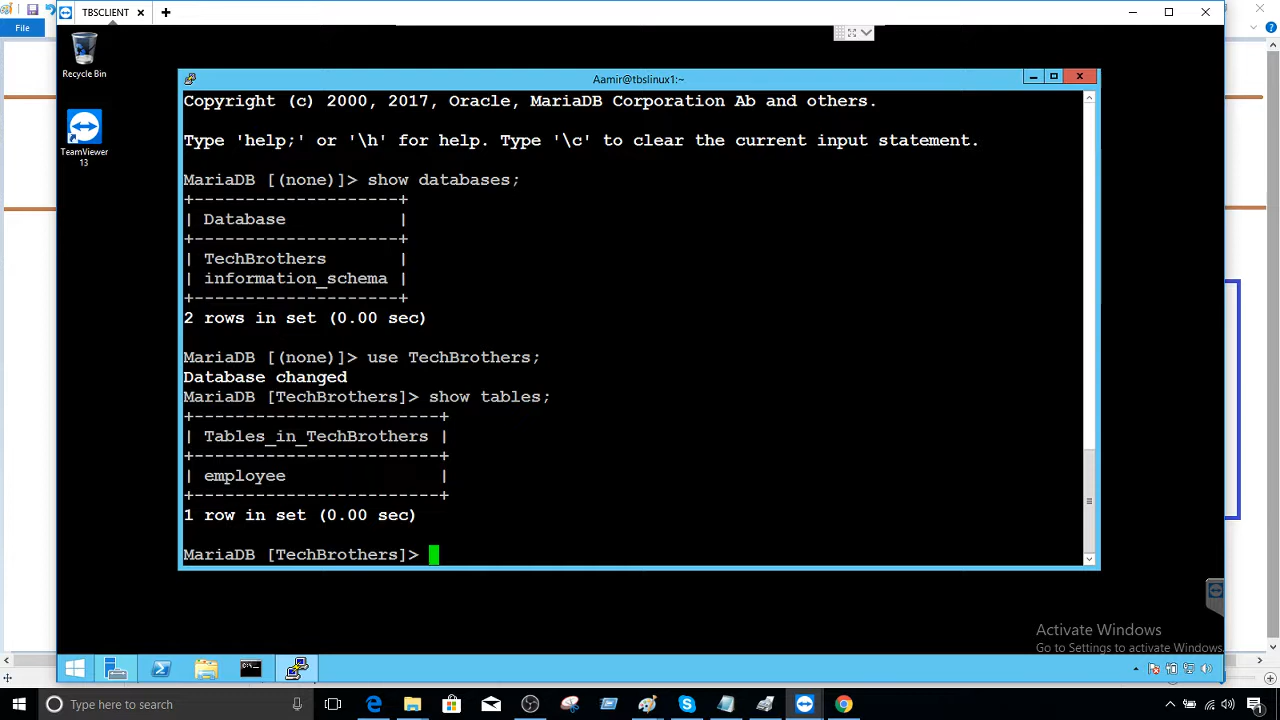 TBSCLIENT
File
Recycle Bin
TeamViewer
13
Aamir@tbslinux1:~
Copyright (c) 2000, 2017, Oracle, MariaDB Corporation Ab and others.
Type 'help;' or '\h' for help. Type '\c' to clear the current input statement.
MariaDB [(none)]> show databases;
+--------------------+
| Database           |
+--------------------+
| TechBrothers       |
| information_schema |
+--------------------+
2 rows in set (0.00 sec)
MariaDB [(none)]> use TechBrothers;
Database changed
MariaDB [TechBrothers]> show tables;
+------------------------+
| Tables_in_TechBrothers |
+------------------------+
| employee               |
+------------------------+
1 row in set (0.00 sec)
MariaDB [TechBrothers]>
Activate Windows
Go to Settings to activate Windows.
Type here to search